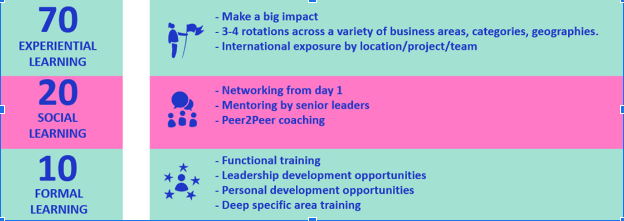 70
EXPERIENTIAL
LEARNING
- Make a big impact
- 3-4 rotations across a variety of business areas, categories, geographies.
- International exposure by location/project/team
20
SOCIAL
LEARNING
- Networking from day 1
- Mentoring by senior leaders
- Peer2Peer coaching
10
FORMAL
LEARNING
- Functional training
- Leadership development opportunities
- Personal development opportunities
- Deep specific area training